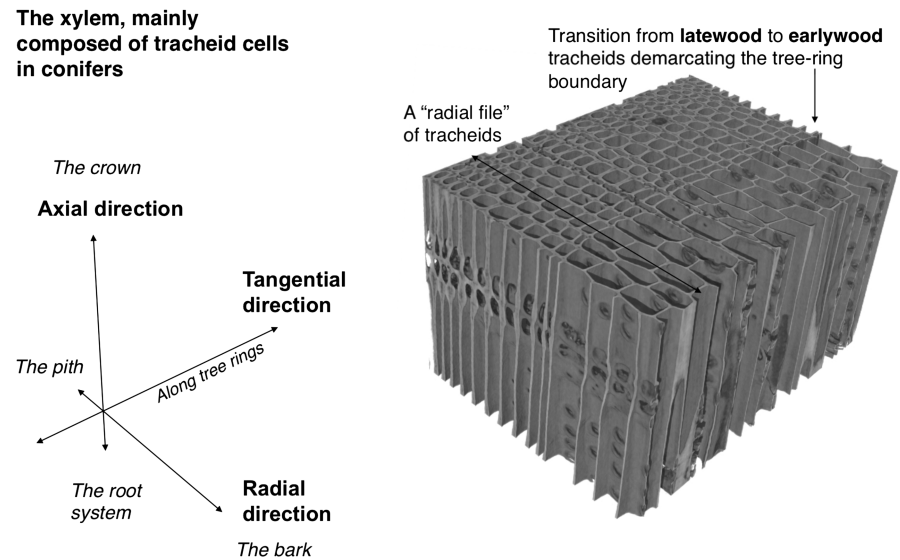 The xylem, mainly
composed of tracheid cells
in conifers
Transition from latewood to earlywood
tracheids demarcating the tree-ring
boundary
A “radial file”
of tracheids
The crown
Axial direction
Tangential
direction
The pith
Along tree rings
The root
system
Radial
direction
The bark